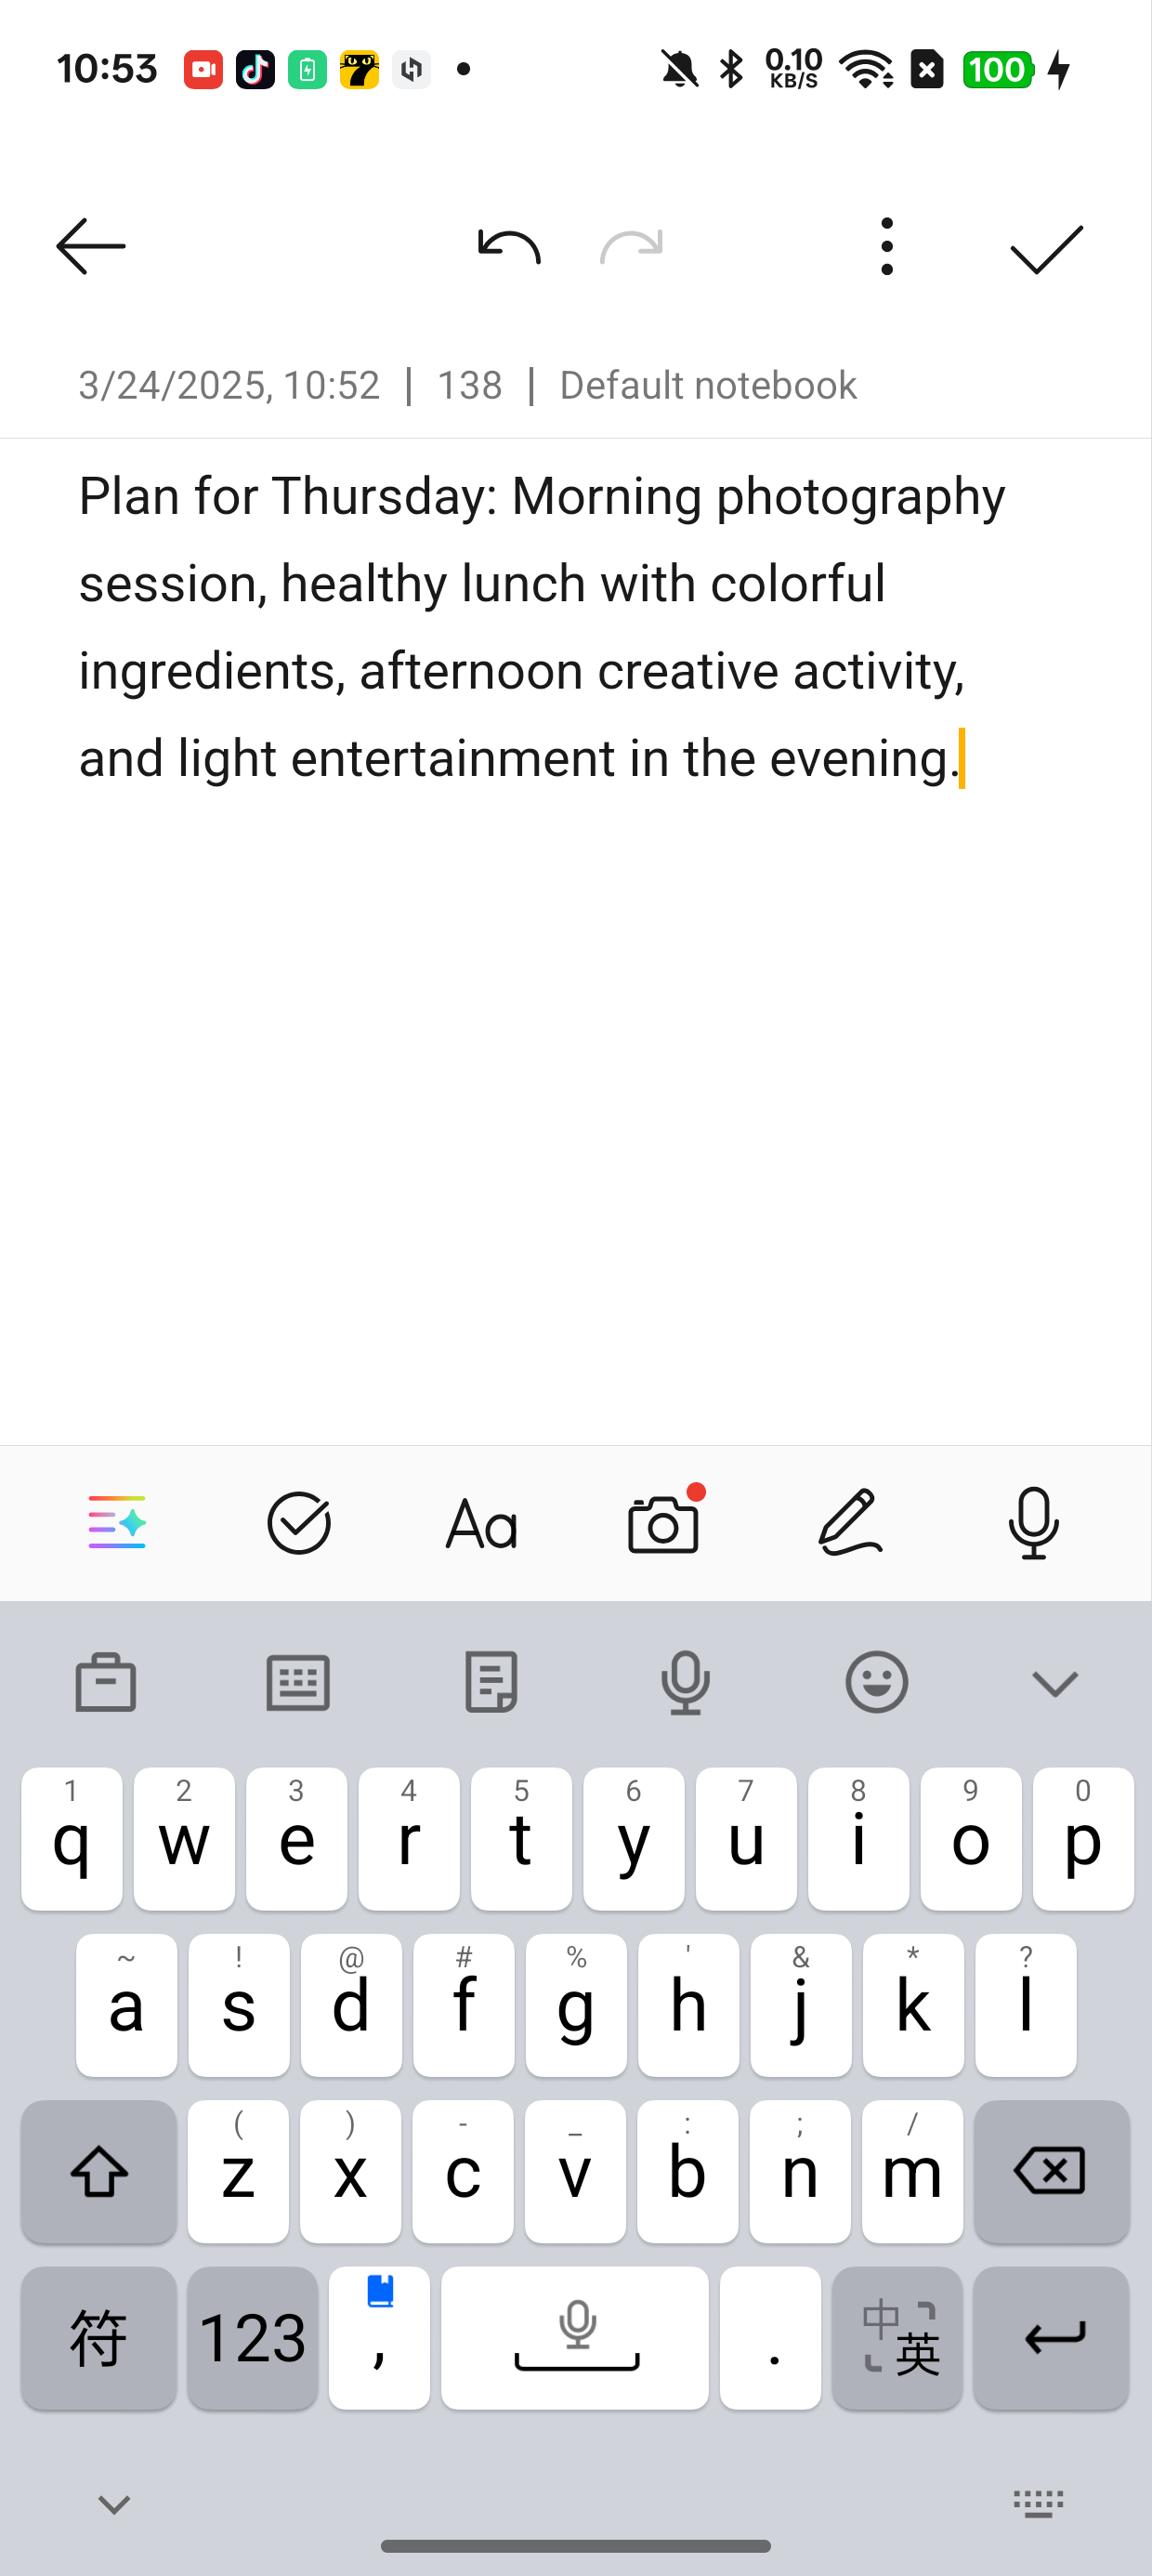 10:53
0.10
KB/S
100
3/24/2025, 10:52 | 138 | Default notebook
Plan for Thursday: Morning photography
session, healthy lunch with colorful
ingredients, afternoon creative activity,
and light entertainment in the evening.
Aa
1 2 3 4 5 6 7 8 9 0
q w e r t y u i o p
~ ! @ # % ' & * ?
a s d f g h j k l
( ) - _ : ; /
z x c v b n m
符 123 , . 中 英